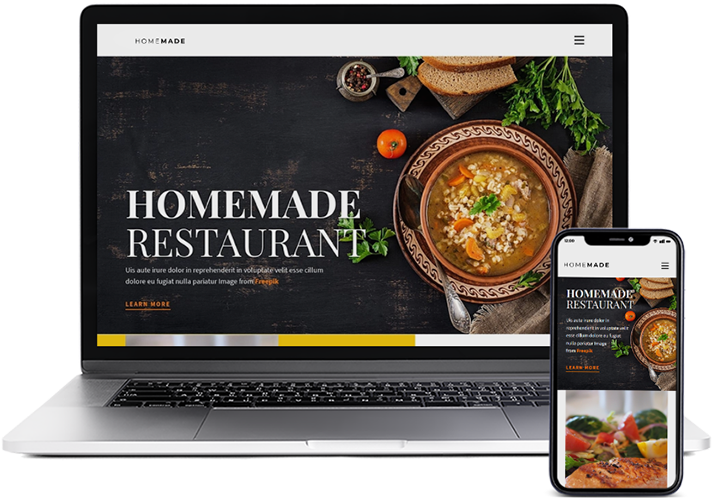 HOMEMADE
HOMEMADE
RESTAURANT
Uis aute irure dolor in reprehenderit in voluptate velit esse cillum
dolore eu fugiat nulla pariatur Image from Freepik
LEARN MORE
12:00
HOMEMADE
HOMEMADE
RESTAURANT
Uis aute irure dolor in
reprehenderit in voluptate velit
esse cillum dolore eu fugiat
nulla pariatur Image
from Freepik
LEARN MORE